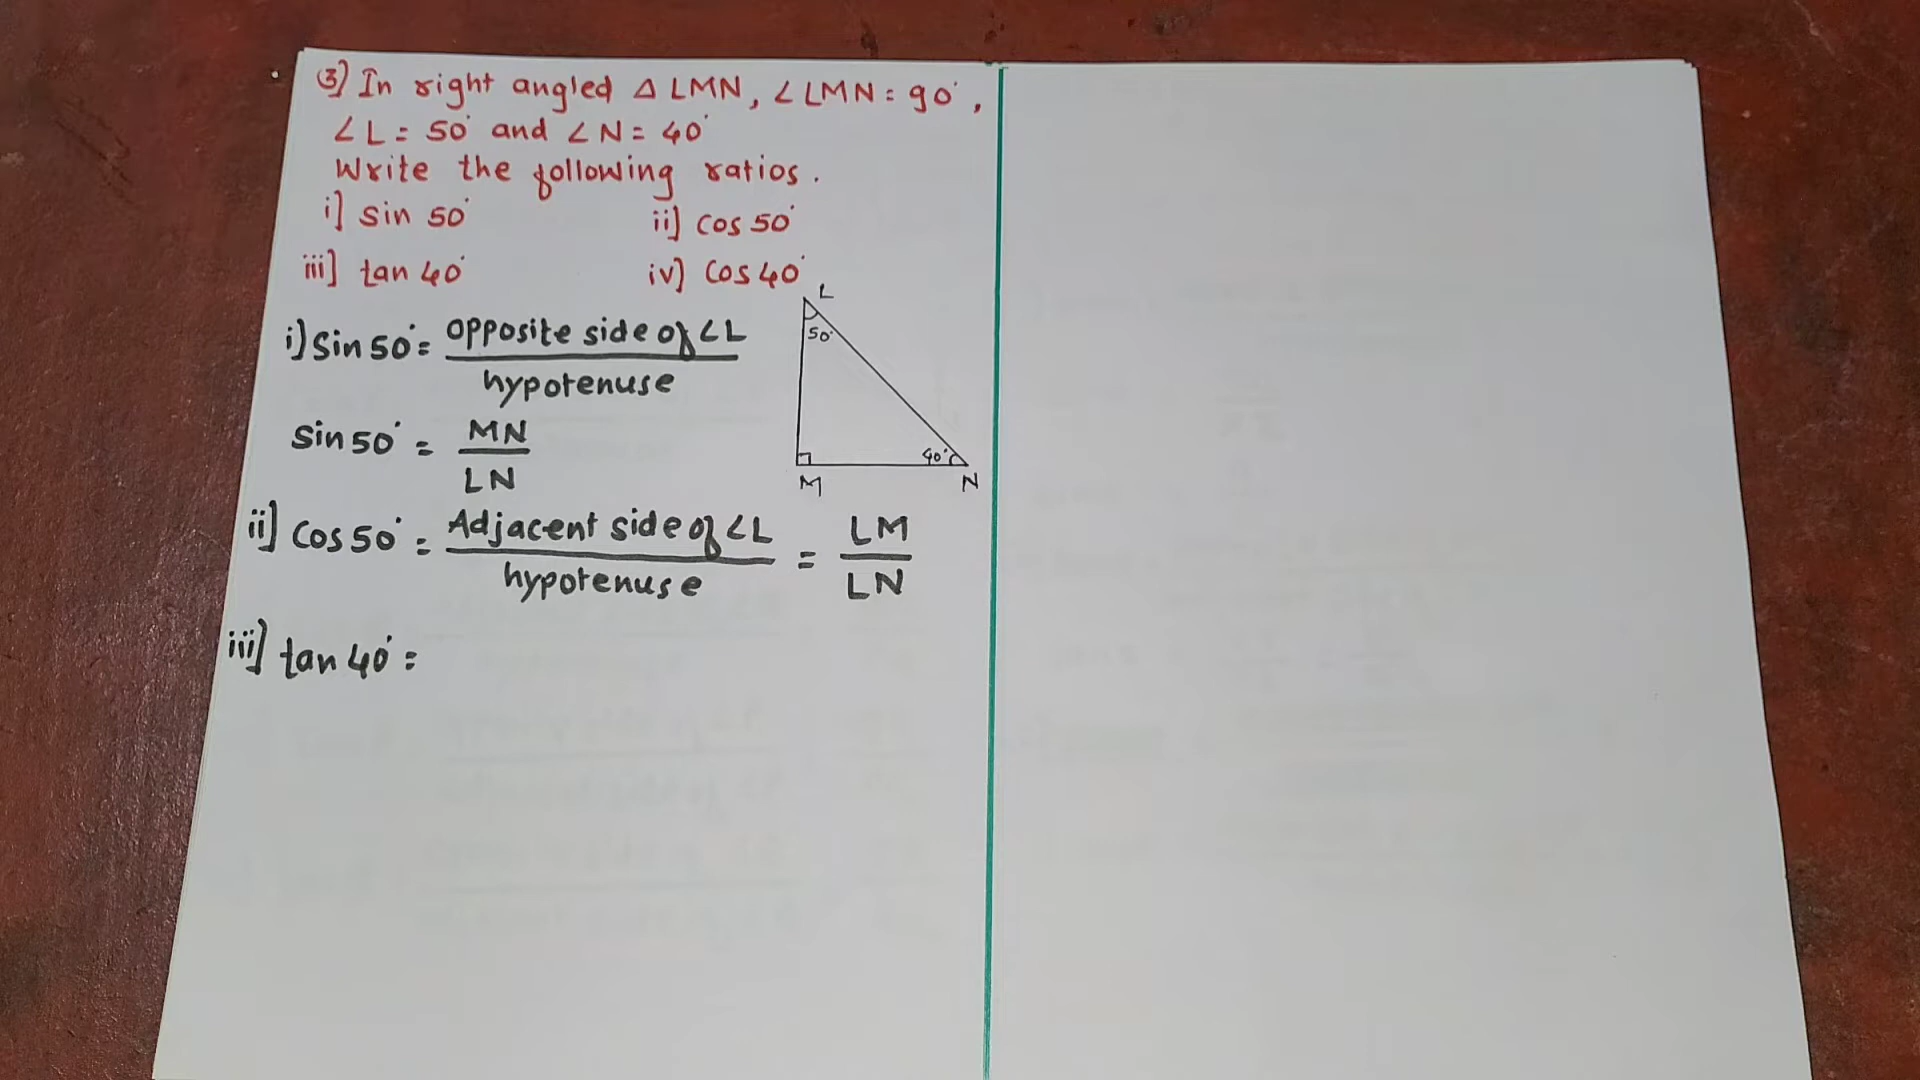 3) In right angled △ LMN, ∠LMN = 90°,
∠L = 50° and ∠N = 40°
Write the following ratios.
i] sin 50° ii] cos 50°
iii] tan 40° iv] cos 40°
i) sin 50° = opposite side of ∠L / hypotenuse
sin 50° = MN / LN
ii] cos 50° = Adjacent side of ∠L / hypotenuse = LM / LN
iii] tan 40° =
L
50°
40°
M N